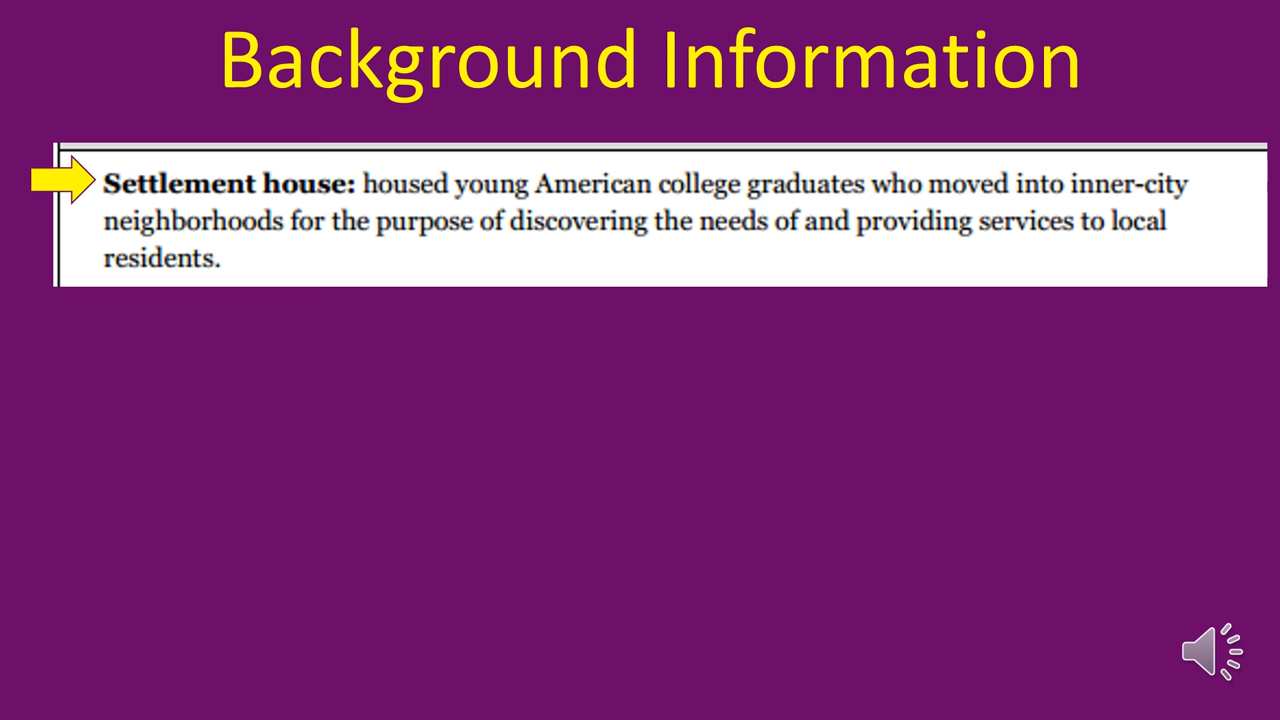 Background Information
Settlement house: housed young American college graduates who moved into inner-city
neighborhoods for the purpose of discovering the needs of and providing services to local
residents.